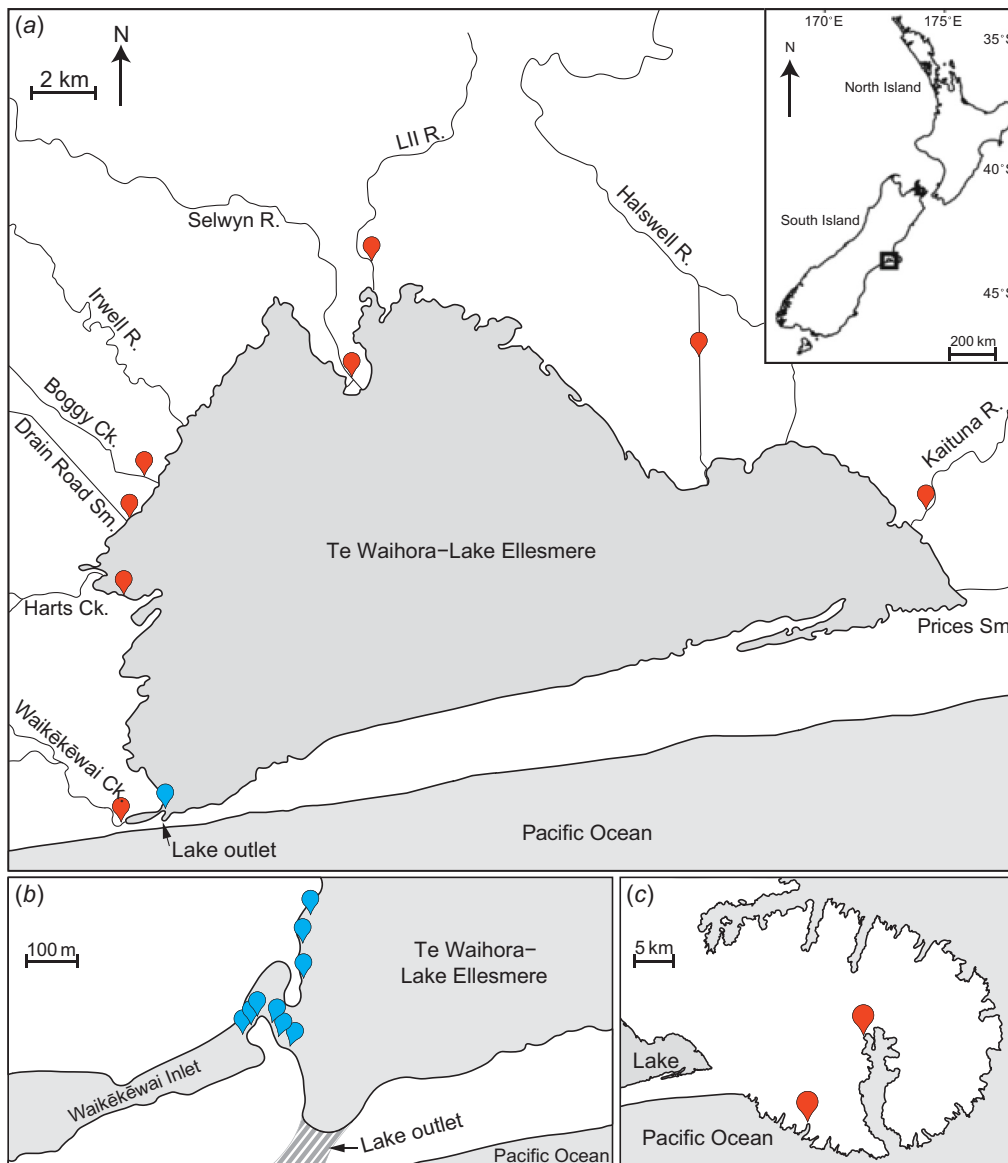 (a)
N
2 km
LII R.
Selwyn R.
Halswell R.
Irwell R.
Boggy Ck.
Drain Road Sm.
Kaituna R.
Te Waihora–Lake Ellesmere
Harts Ck.
Prices Sm.
Waikēkēwai Ck.
Lake outlet
Pacific Ocean
170°E
175°E
35°S
N
North Island
40°S
South Island
45°S
200 km
(b)
100 m
Te Waihora–
Lake Ellesmere
Waikēkēwai Inlet
Lake outlet
Pacific Ocean
(c)
5 km
Lake
Pacific Ocean